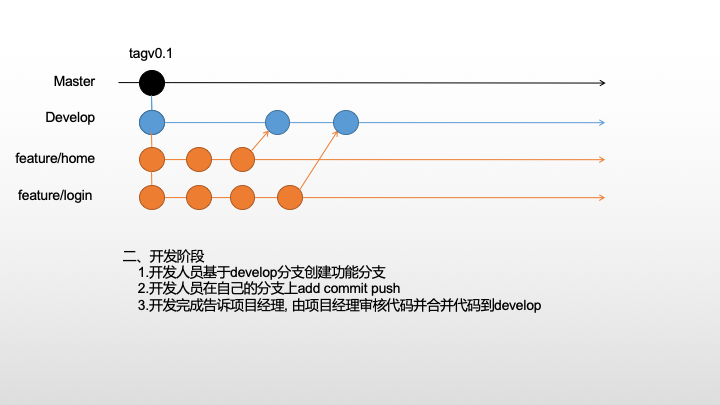 tagv0.1
Master
Develop
feature/home
feature/login
二、开发阶段
1.开发人员基于develop分支创建功能分支
2.开发人员在自己的分支上add commit push
3.开发完成告诉项目经理, 由项目经理审核代码并合并代码到develop